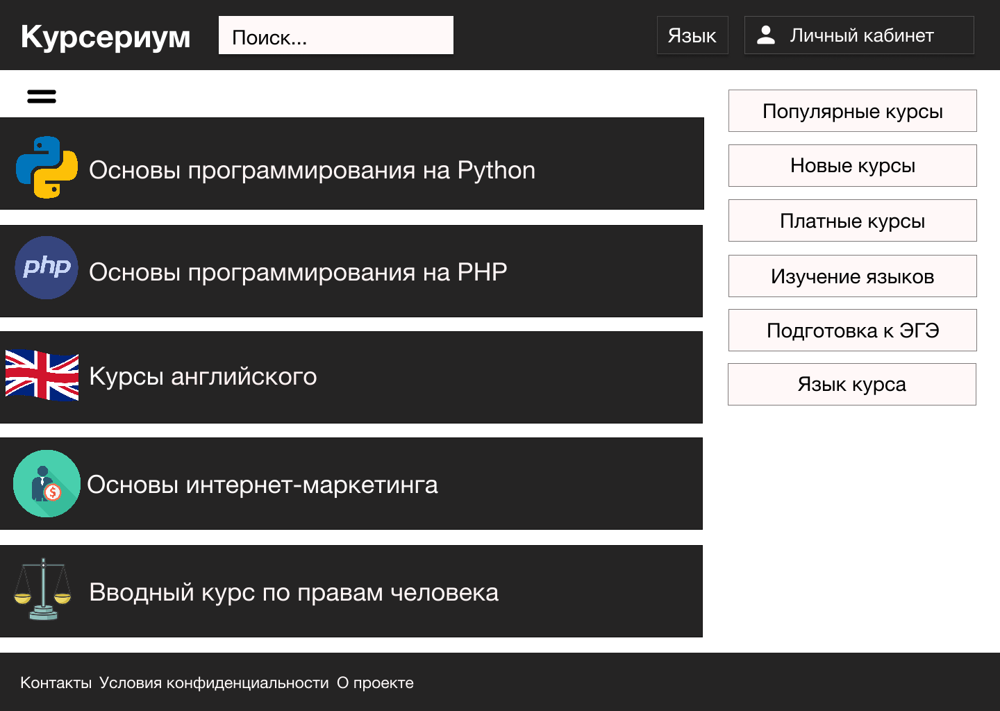 Курсериум
Поиск...
Язык
Личный кабинет
Основы программирования на Python
php
Основы программирования на PHP
Курсы английского
$
Основы интернет-маркетинга
Вводный курс по правам человека
Популярные курсы
Новые курсы
Платные курсы
Изучение языков
Подготовка к ЭГЭ
Язык курса
Контакты Условия конфиденциальности О проекте